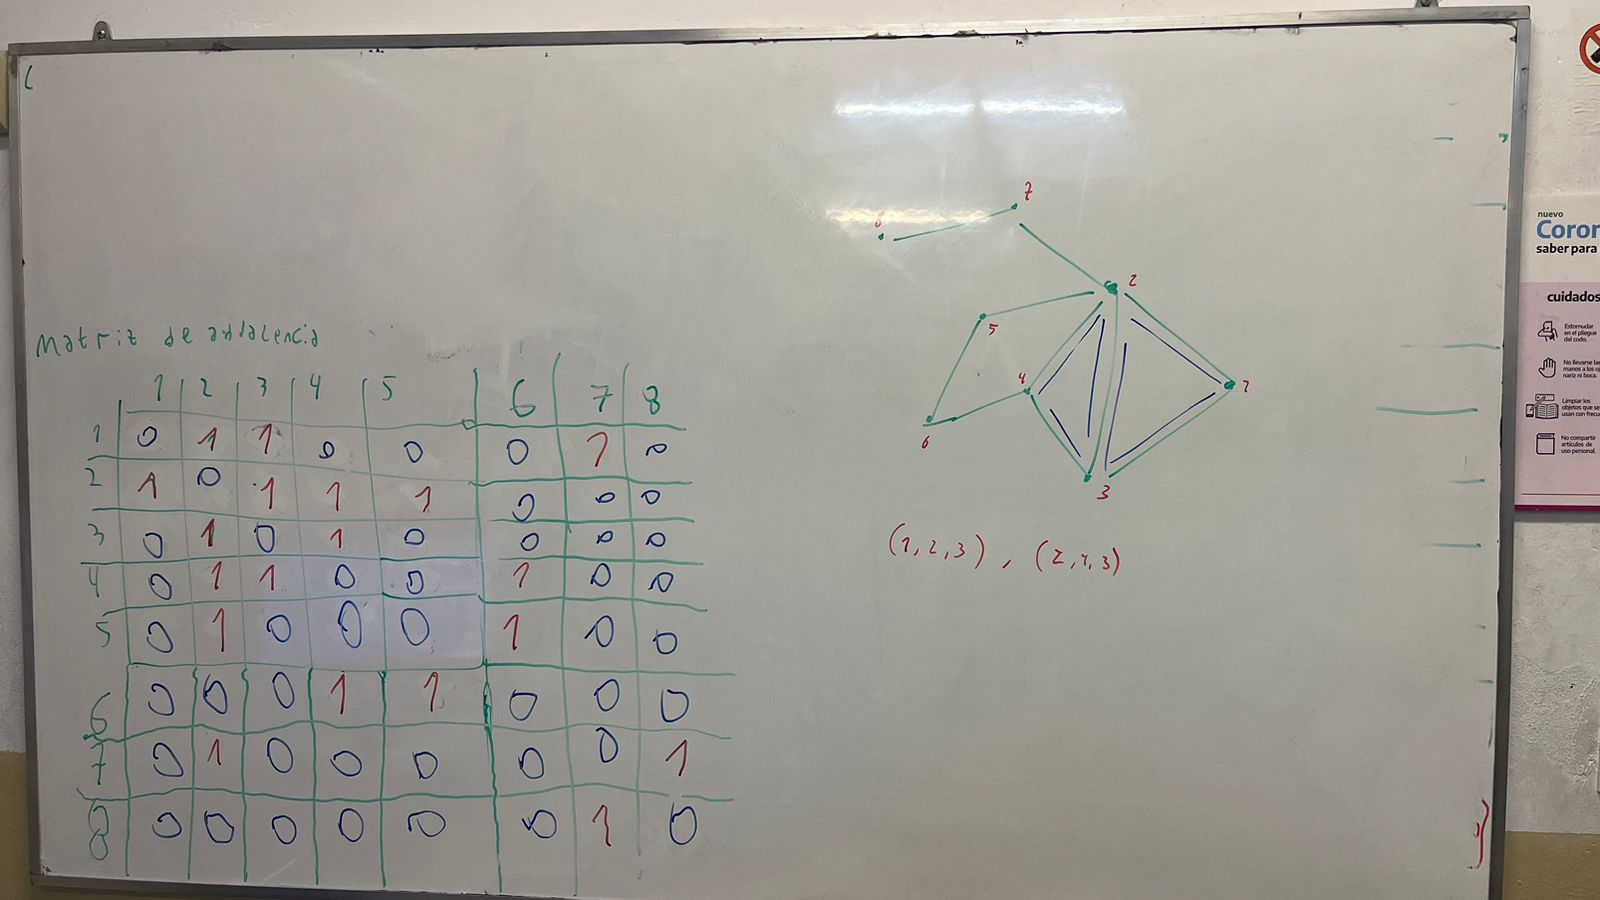 Matriz de adyacencia
1 2 3 4 5 6 7 8
1 0 1 1 0 0 0 1 0
2 1 0 1 1 1 0 0 0
3 0 1 0 1 0 0 0 0
4 0 1 1 0 0 1 0 0
5 0 1 0 0 0 1 0 0
6 0 0 0 1 1 0 0 0
7 0 1 0 0 0 0 0 1
8 0 0 0 0 0 0 1 0
7
8
2
5
4
1
6
3
(1,2,3), (2,4,3)
nuevo
Coron
saber para
cuidados
Estornudar
en el pliegue
del codo.
No llevarse las
manos a los oj
nariz ni boca.
Limpiar los
objetos que se
usan con frecu
No compartir
artículos de
uso personal.